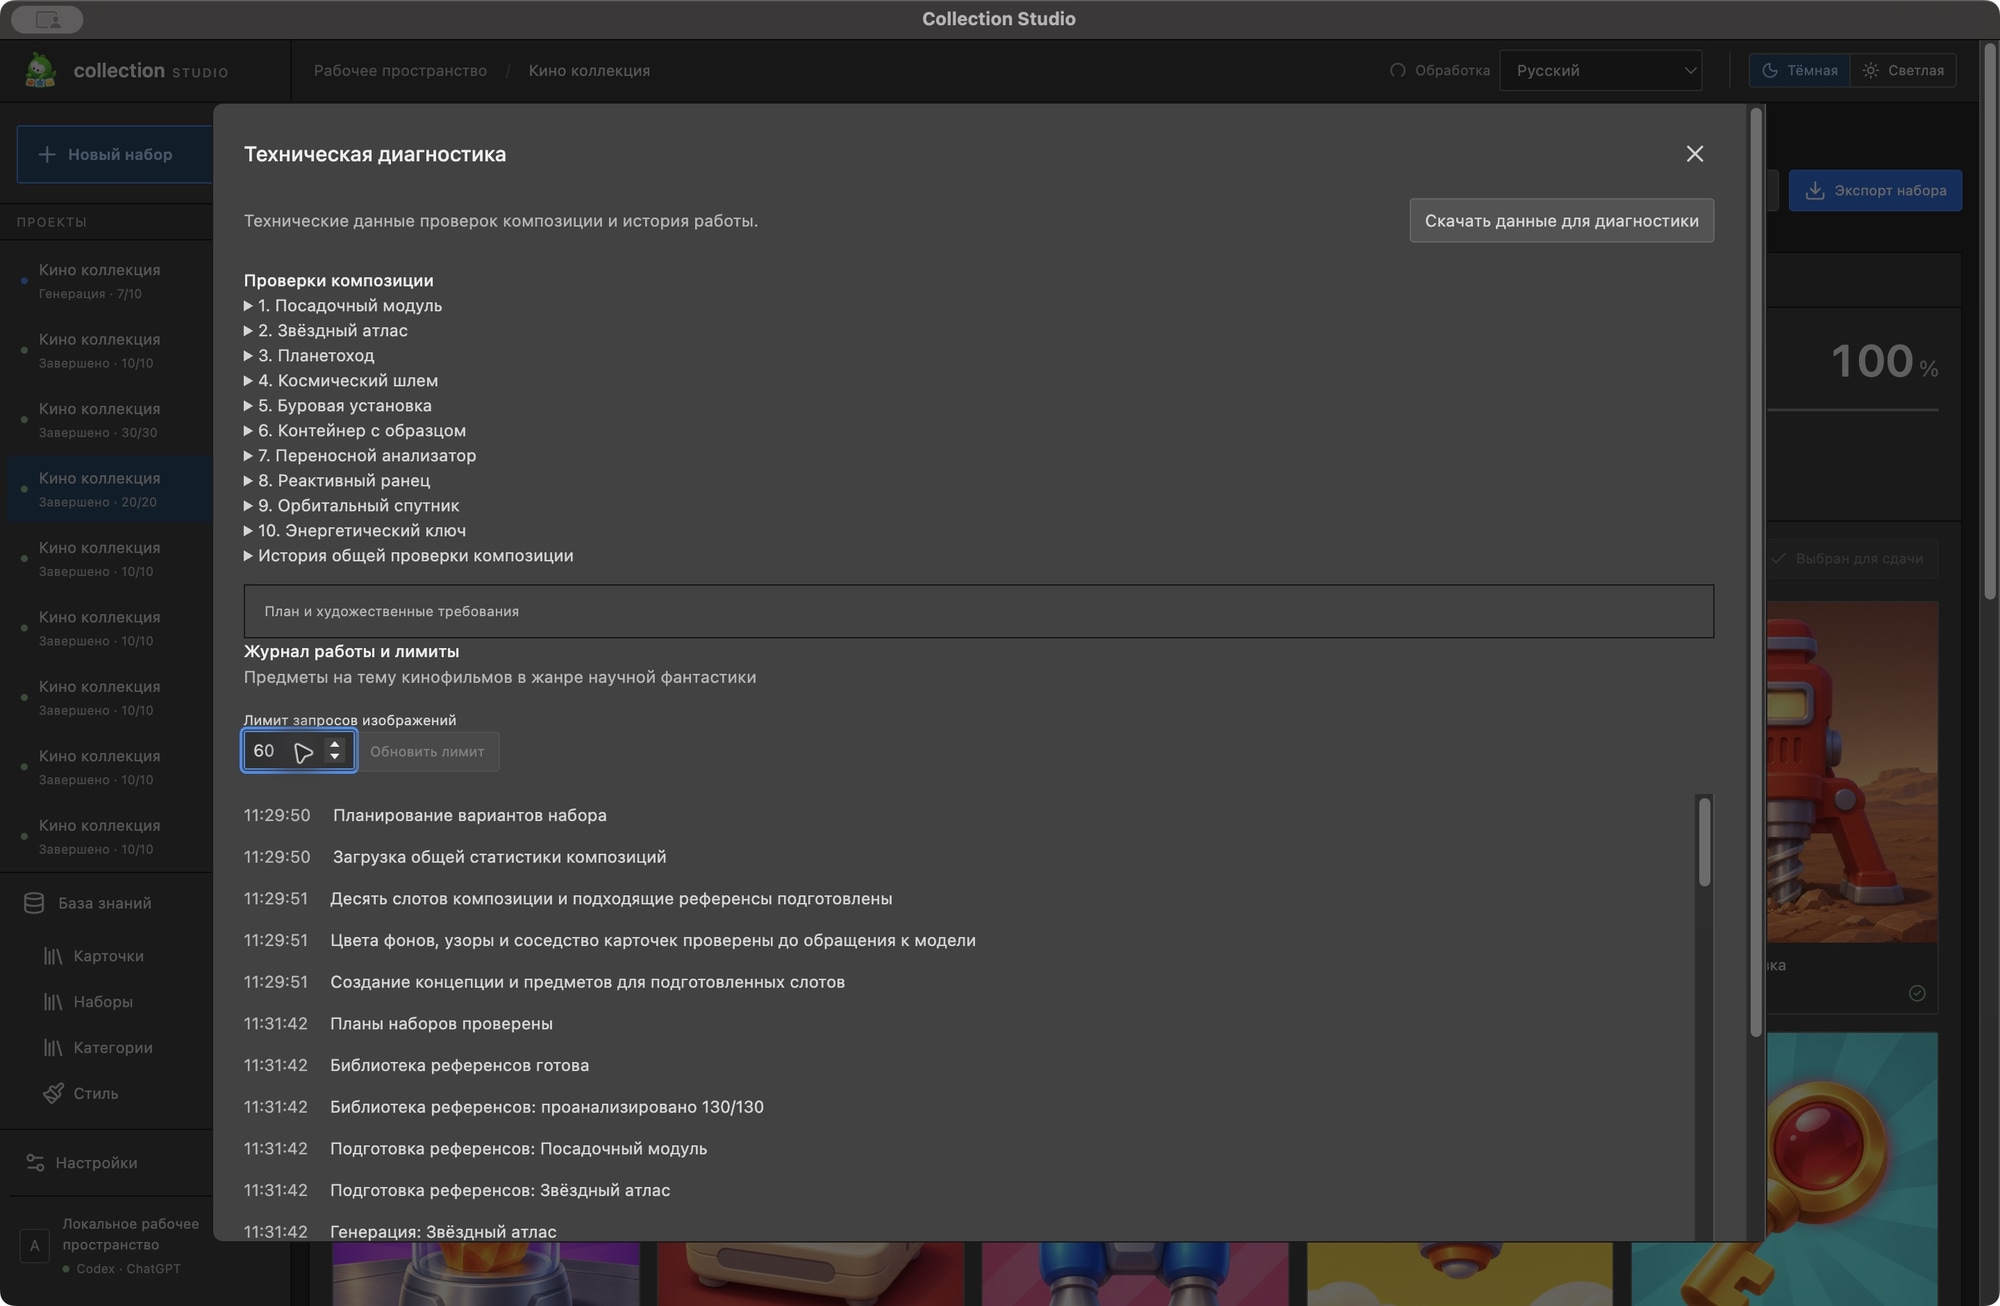 Collection Studio
collection STUDIO
Рабочее пространство / Кино коллекция
Обработка
Русский
Тёмная
Светлая
Новый набор
ПРОЕКТЫ
Кино коллекция
Генерация · 7/10
Кино коллекция
Завершено · 10/10
Кино коллекция
Завершено · 30/30
Кино коллекция
Завершено · 20/20
Кино коллекция
Завершено · 10/10
Кино коллекция
Завершено · 10/10
Кино коллекция
Завершено · 10/10
Кино коллекция
Завершено · 10/10
Кино коллекция
Завершено · 10/10
База знаний
Карточки
Наборы
Категории
Стиль
Настройки
A
Локальное рабочее
пространство
Codex · ChatGPT
Техническая диагностика
Технические данные проверок композиции и история работы.
Скачать данные для диагностики
Проверки композиции
1. Посадочный модуль
2. Звёздный атлас
3. Планетоход
4. Космический шлем
5. Буровая установка
6. Контейнер с образцом
7. Переносной анализатор
8. Реактивный ранец
9. Орбитальный спутник
10. Энергетический ключ
История общей проверки композиции
План и художественные требования
Журнал работы и лимиты
Предметы на тему кинофильмов в жанре научной фантастики
Лимит запросов изображений
60
Обновить лимит
11:29:50 Планирование вариантов набора
11:29:50 Загрузка общей статистики композиций
11:29:51 Десять слотов композиции и подходящие референсы подготовлены
11:29:51 Цвета фонов, узоры и соседство карточек проверены до обращения к модели
11:29:51 Создание концепции и предметов для подготовленных слотов
11:31:42 Планы наборов проверены
11:31:42 Библиотека референсов готова
11:31:42 Библиотека референсов: проанализировано 130/130
11:31:42 Подготовка референсов: Посадочный модуль
11:31:42 Подготовка референсов: Звёздный атлас
11:31:42 Генерация: Звёздный атлас
Экспорт набора
100 %
Выбран для сдачи